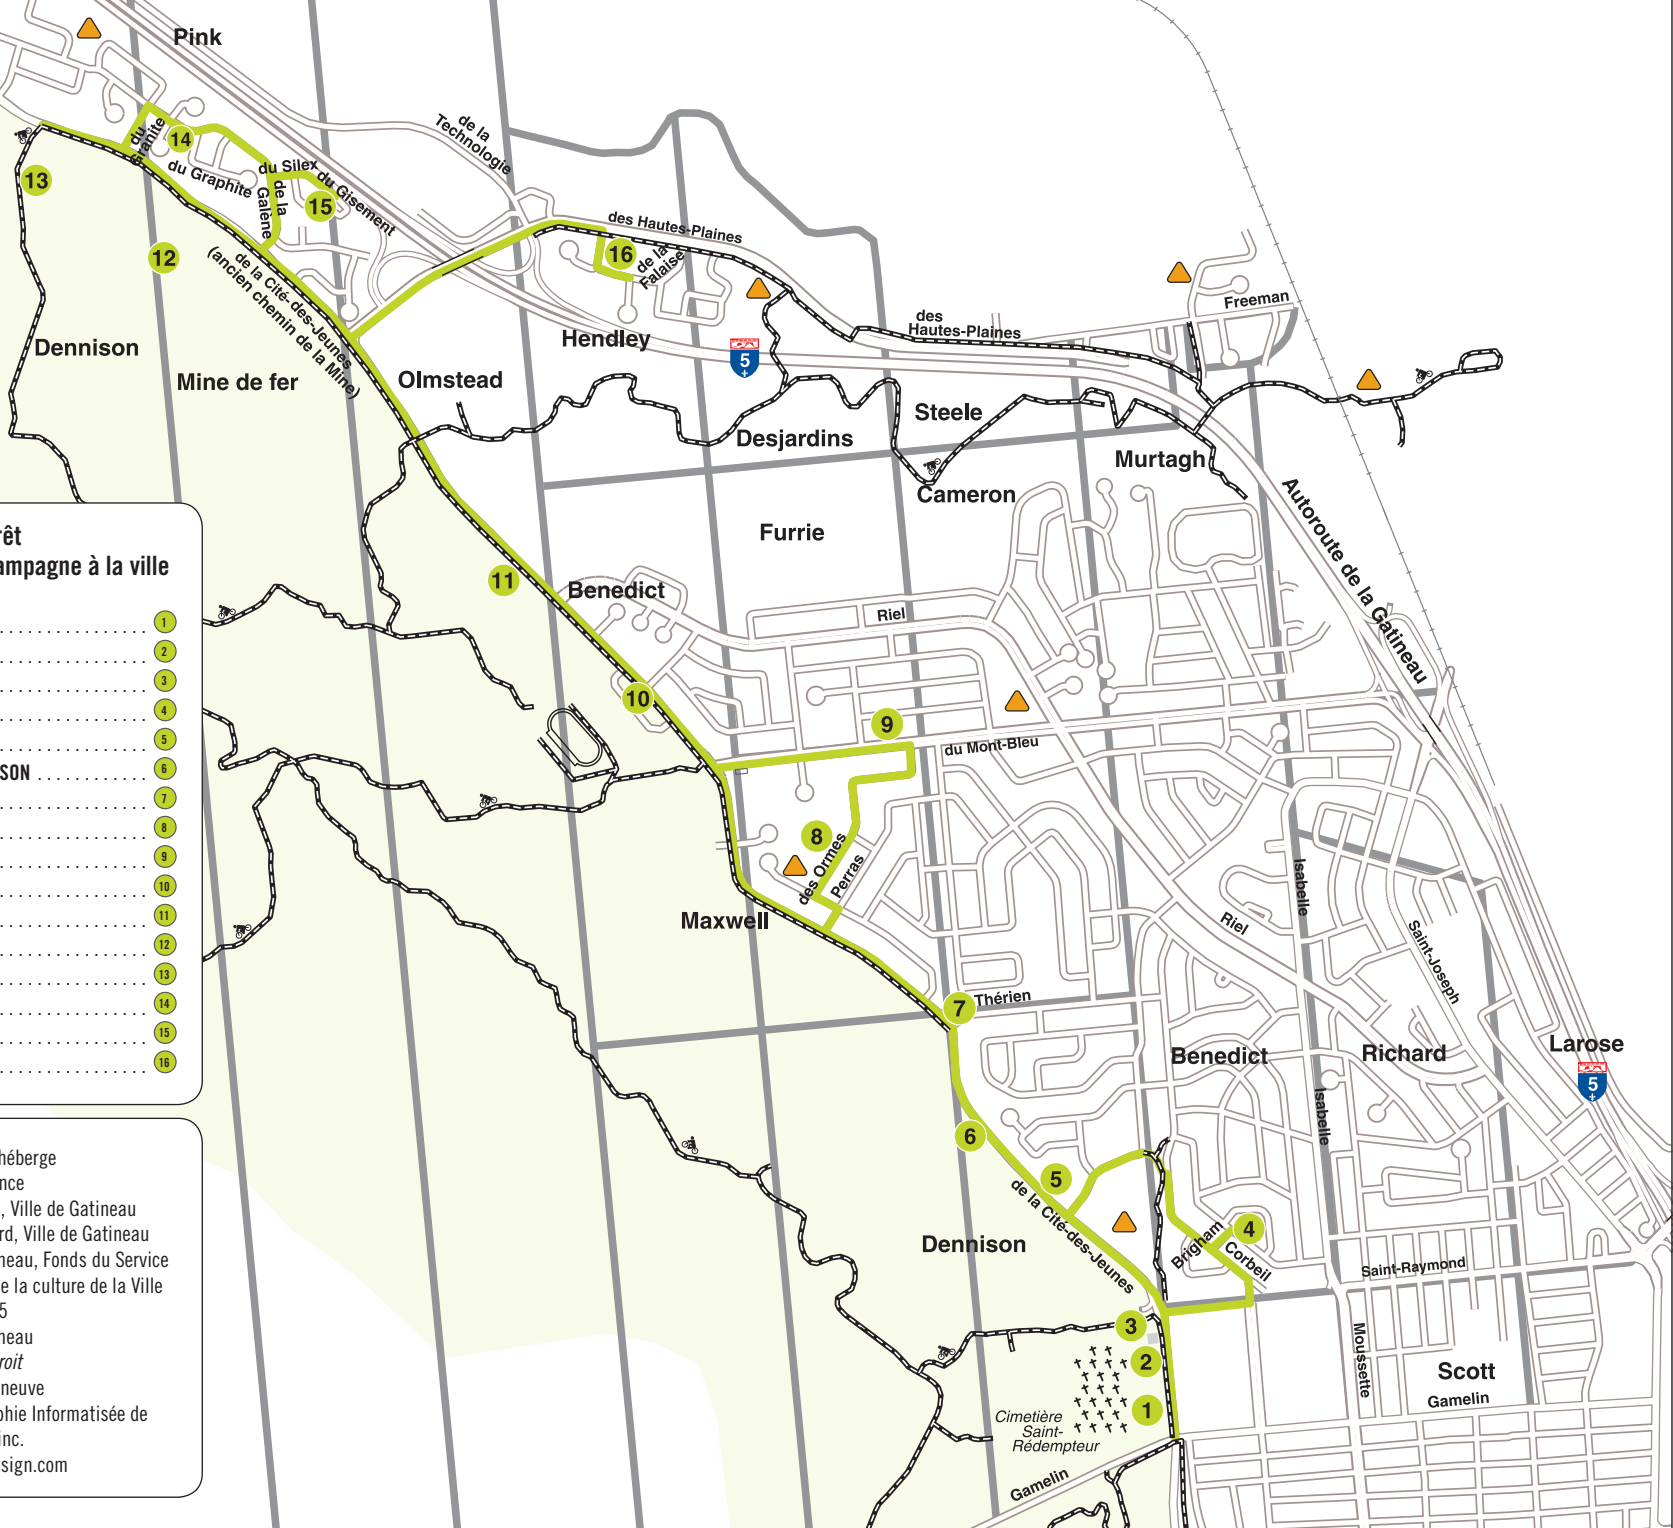 Pink
de la
Technologie
du
Granite
14
du Graphite
du Silex
du Gisement
de la
Galène
15
13
12
des Hautes-Plaines
16
de la
Falaise
de la Cité-des-Jeunes
(ancien chemin de la Mine)
Freeman
des
Hautes-Plaines
Hendley
5
Dennison
Mine de fer
Olmstead
Steele
Desjardins
Murtagh
Cameron
Furrie
Autoroute de la Gatineau
11
Benedict
Riel
10
9
du Mont-Bleu
8
des Ormes
Perras
Maxwell
Isabelle
Riel
Saint-Joseph
7
Thérien
Benedict
Richard
Larose
5
Isabelle
6
5
de la Cité-des-Jeunes
4
Brigham
Corbeil
Dennison
Saint-Raymond
3
2
1
Moussette
Scott
Gamelin
Cimetière
Saint-
Rédempteur
Gamelin
rêt
ampagne à la ville
1
2
3
4
5
SON 6
7
8
9
10
11
12
13
14
15
16
héberge
nce
, Ville de Gatineau
rd, Ville de Gatineau
neau, Fonds du Service
e la culture de la Ville
5
neau
roit
neuve
phie Informatisée de
inc.
sign.com